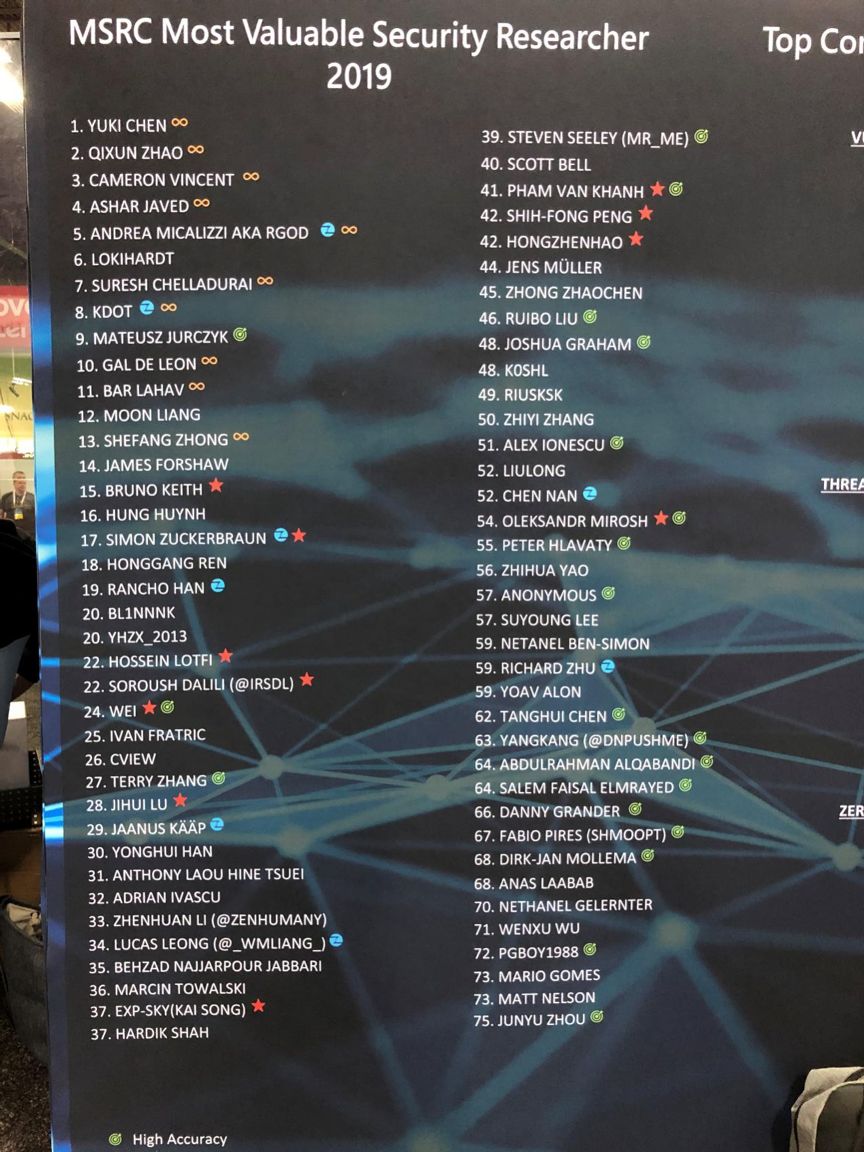 MSRC Most Valuable Security Researcher
2019
1. YUKI CHEN
2. QIXUN ZHAO
3. CAMERON VINCENT
4. ASHAR JAVED
5. ANDREA MICALIZZI AKA RGOD
6. LOKIHARDT
7. SURESH CHELLADURAI
8. KDOT
9. MATEUSZ JURCZYK
10. GAL DE LEON
11. BAR LAHAV
12. MOON LIANG
13. SHEFANG ZHONG
14. JAMES FORSHAW
15. BRUNO KEITH
16. HUNG HUYNH
17. SIMON ZUCKERBRAUN
18. HONGGANG REN
19. RANCHO HAN
20. BL1NNNK
20. YHZX_2013
22. HOSSEIN LOTFI
22. SOROUSH DALILI (@IRSDL)
24. WEI
25. IVAN FRATRIC
26. CVIEW
27. TERRY ZHANG
28. JIHUI LU
29. JAANUS KÄÄP
30. YONGHUI HAN
31. ANTHONY LAOU HINE TSUEI
32. ADRIAN IVASCU
33. ZHENHUAN LI (@ZENHUMANY)
34. LUCAS LEONG (@_WMLIANG_)
35. BEHZAD NAJJARPOUR JABBARI
36. MARCIN TOWALSKI
37. EXP-SKY(KAI SONG)
37. HARDIK SHAH
High Accuracy
39. STEVEN SEELEY (MR_ME)
40. SCOTT BELL
41. PHAM VAN KHANH
42. SHIH-FONG PENG
42. HONGZHENHAO
44. JENS MÜLLER
45. ZHONG ZHAOCHEN
46. RUIBO LIU
48. JOSHUA GRAHAM
48. K0SHL
49. RIUSKSK
50. ZHIYI ZHANG
51. ALEX IONESCU
52. LIULONG
52. CHEN NAN
54. OLEKSANDR MIROSH
55. PETER HLAVATY
56. ZHIHUA YAO
57. ANONYMOUS
57. SUYOUNG LEE
59. NETANEL BEN-SIMON
59. RICHARD ZHU
59. YOAV ALON
62. TANGHUI CHEN
63. YANGKANG (@DNPUSHME)
64. ABDULRAHMAN ALQABANDI
64. SALEM FAISAL ELMRAYED
66. DANNY GRANDER
67. FABIO PIRES (SHMOOPT)
68. DIRK-JAN MOLLEMA
68. ANAS LAABAB
70. NETHANEL GELERNTER
71. WENXU WU
72. PGBOY1988
73. MARIO GOMES
73. MATT NELSON
75. JUNYU ZHOU
Top